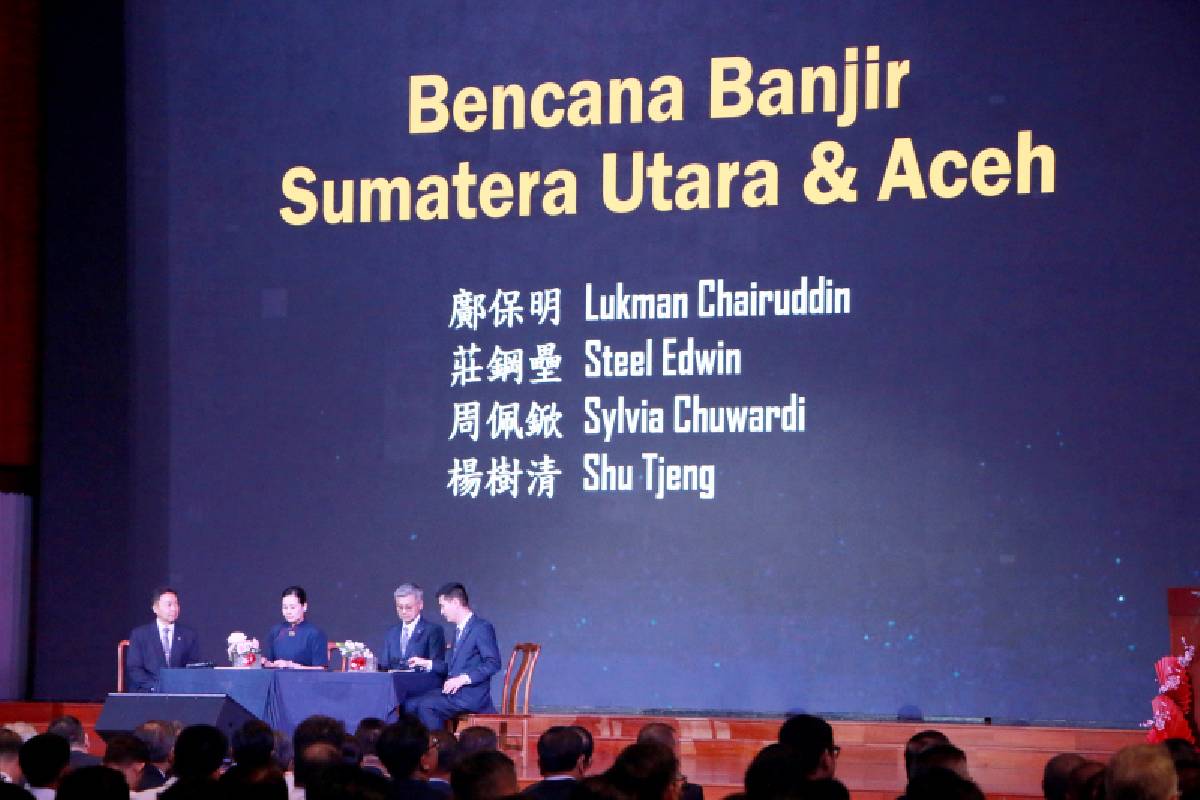 Bencana Banjir
Sumatera Utara & Aceh
鄺保明 Lukman Chairuddin
莊鋼壘 Steel Edwin
周佩鍁 Sylvia Chuwardi
楊樹清 Shu Tjeng